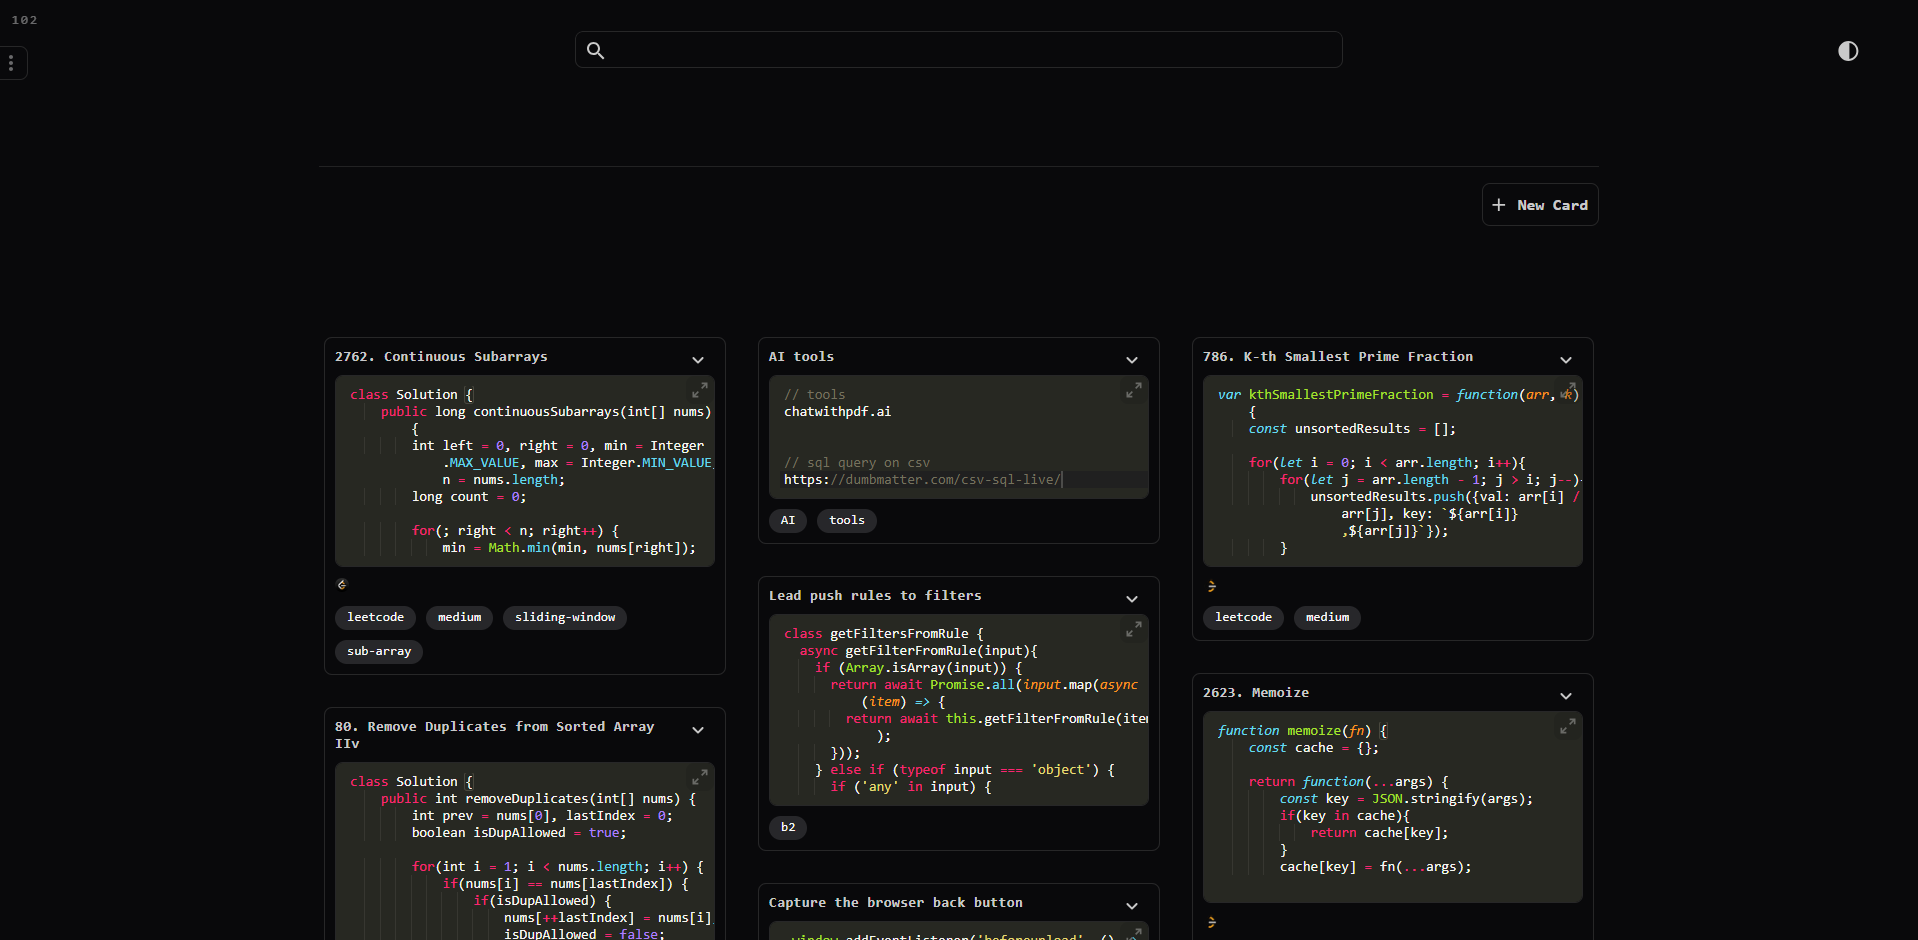 102
+ New Card
2762. Continuous Subarrays
class Solution {
public long continuousSubarrays(int[] nums)
{
int left = 0, right = 0, min = Integer
.MAX_VALUE, max = Integer.MIN_VALUE,
n = nums.length;
long count = 0;
for(; right < n; right++) {
min = Math.min(min, nums[right]);
leetcode
medium
sliding-window
sub-array
80. Remove Duplicates from Sorted Array
IIv
class Solution {
public int removeDuplicates(int[] nums) {
int prev = nums[0], lastIndex = 0;
boolean isDupAllowed = true;
for(int i = 1; i < nums.length; i++) {
if(nums[i] == nums[lastIndex]) {
if(isDupAllowed) {
nums[++lastIndex] = nums[i]
isDupAllowed = false;
AI tools
// tools
chatwithpdf.ai
// sql query on csv
https://dumbmatter.com/csv-sql-live/
AI
tools
Lead push rules to filters
class getFiltersFromRule {
async getFilterFromRule(input){
if (Array.isArray(input)) {
return await Promise.all(input.map(async
(item) => {
return await this.getFilterFromRule(item
);
}));
} else if (typeof input === 'object') {
if ('any' in input) {
b2
Capture the browser back button
window.addEventListener('beforeunload', ()
786. K-th Smallest Prime Fraction
var kthSmallestPrimeFraction = function(arr, k)
{
const unsortedResults = [];
for(let i = 0; i < arr.length; i++){
for(let j = arr.length - 1; j > i; j--)
unsortedResults.push({val: arr[i] /
arr[j], key: `${arr[i]}
,${arr[j]}`});
}
leetcode
medium
2623. Memoize
function memoize(fn) {
const cache = {};
return function(...args) {
const key = JSON.stringify(args);
if(key in cache){
return cache[key];
}
cache[key] = fn(...args);